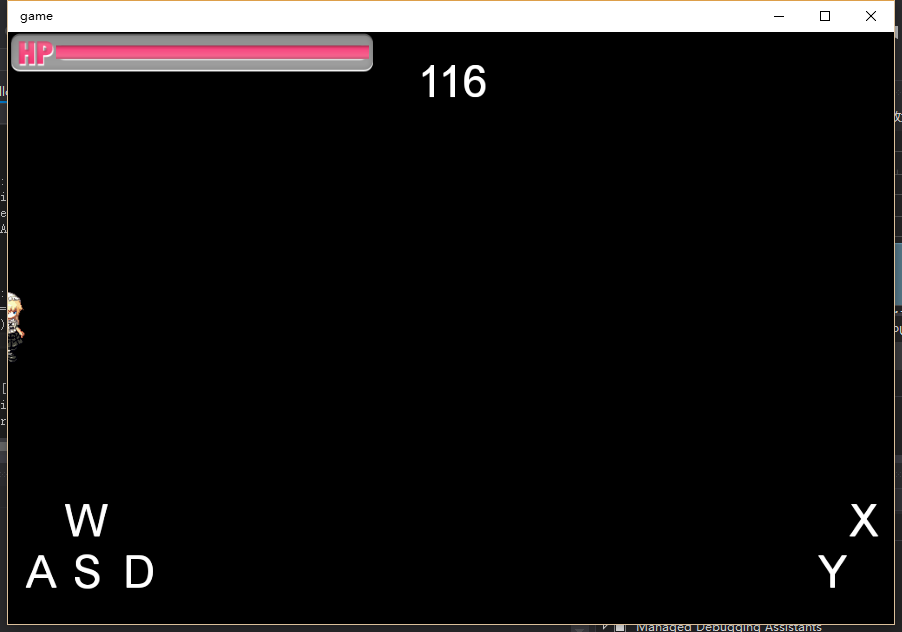 game
HP
116
W
X
A S D
Y
Managed Debugging Assistants